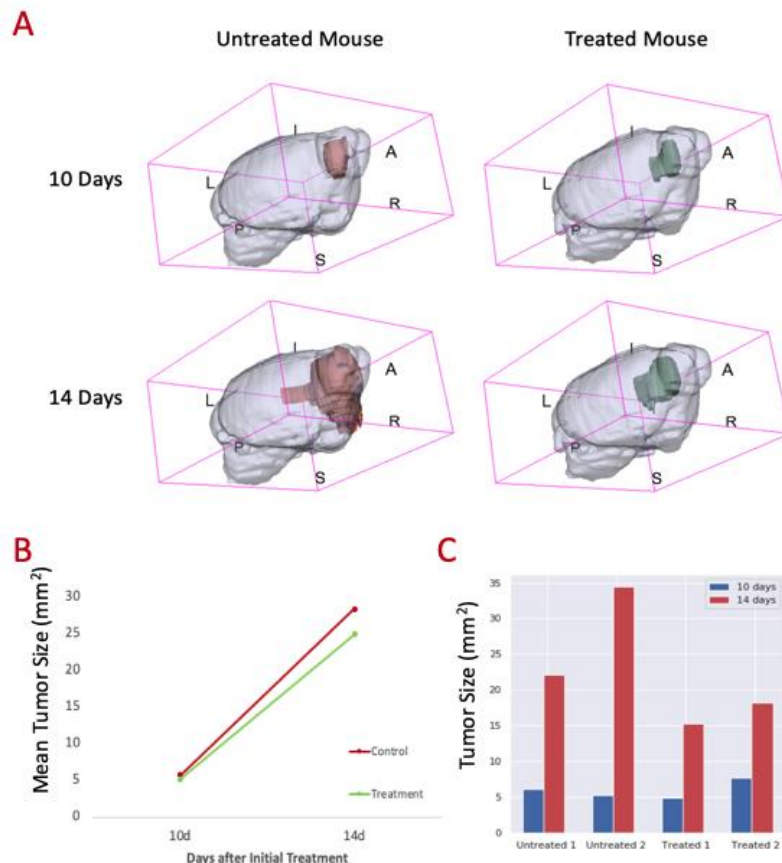 A
Untreated Mouse
Treated Mouse
10 Days
I
A
L
R
P
S
I
A
L
R
P
S
14 Days
I
A
L
R
P
S
I
A
L
R
P
S
B
Mean Tumor Size (mm²)
30
25
20
15
10
5
0
Control
Treatment
10d
14d
Days after Initial Treatment
C
Tumor Size (mm²)
35
30
25
20
15
10
5
0
10 days
14 days
Untreated 1
Untreated 2
Treated 1
Treated 2